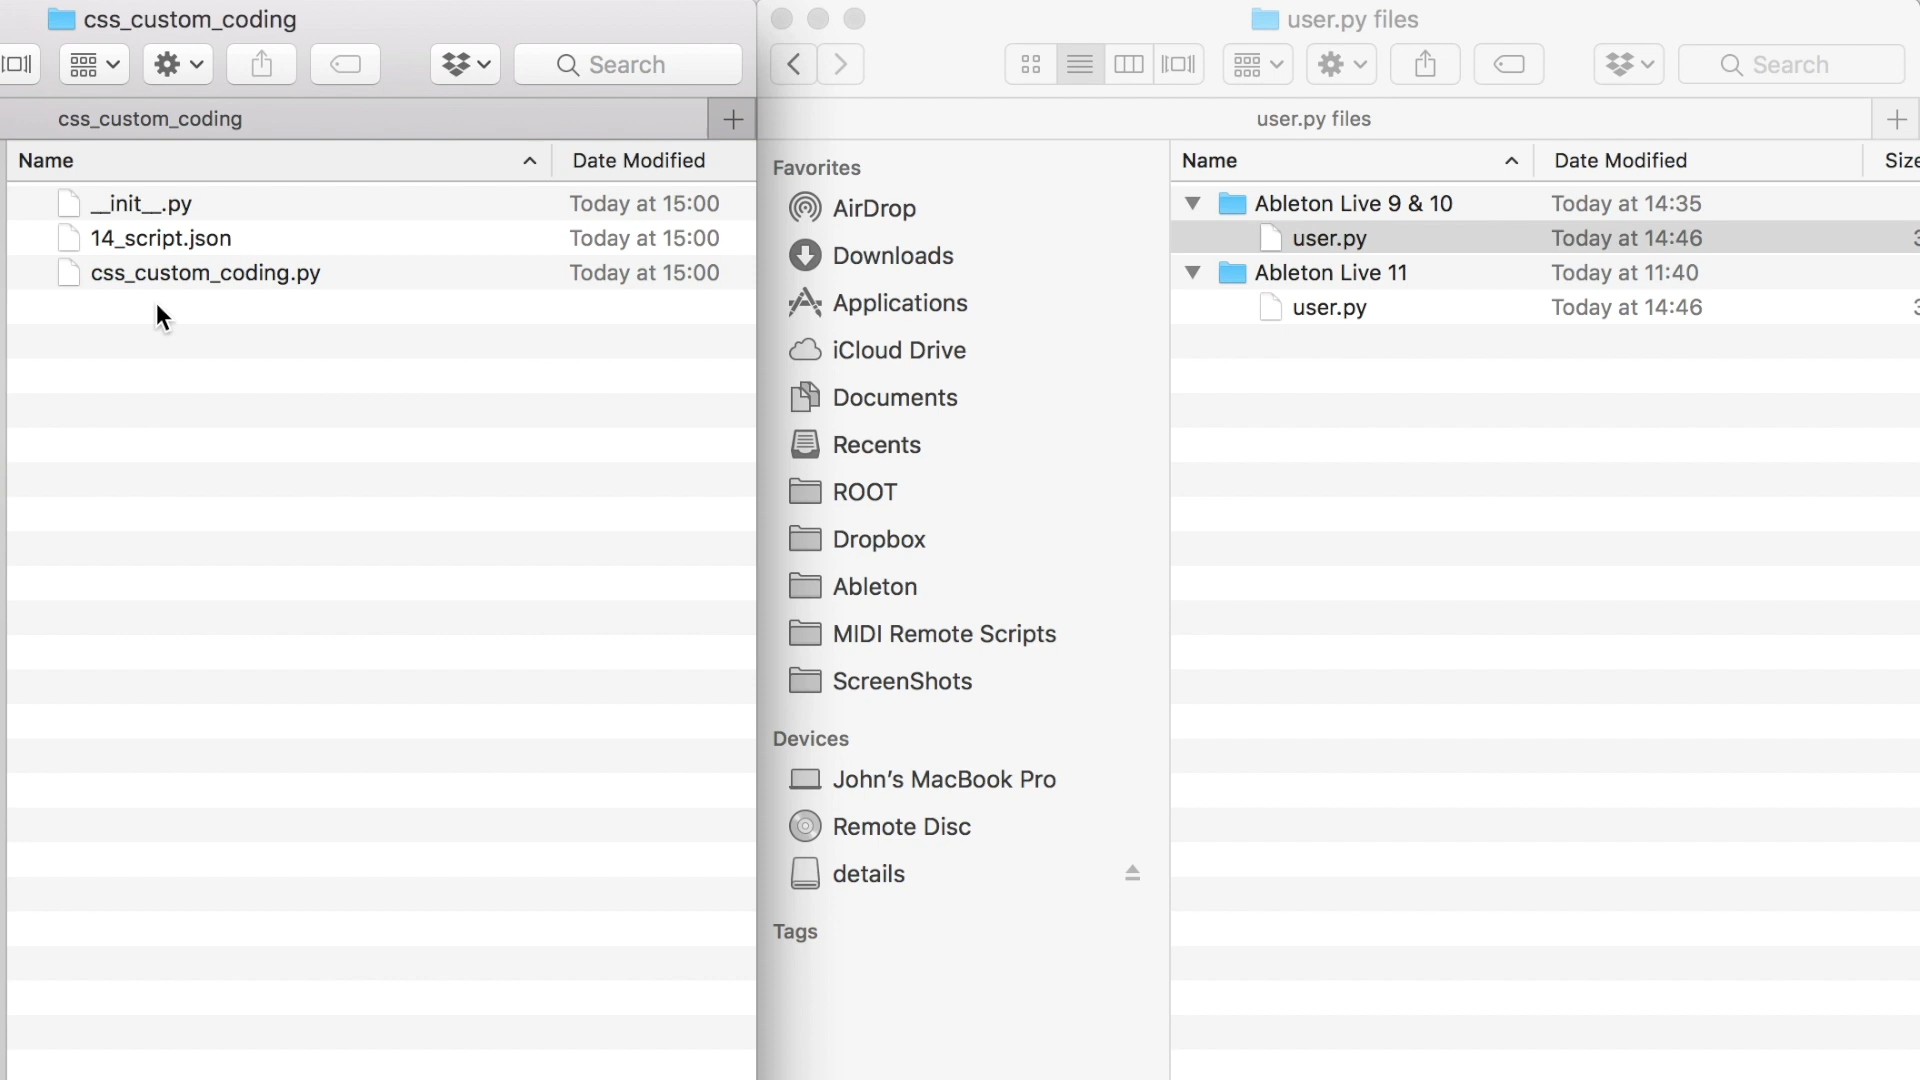 css_custom_coding
Search
css_custom_coding
+
Name
Date Modified
__init__.py
Today at 15:00
14_script.json
Today at 15:00
css_custom_coding.py
Today at 15:00
user.py files
Search
user.py files
+
Favorites
AirDrop
Downloads
Applications
iCloud Drive
Documents
Recents
ROOT
Dropbox
Ableton
MIDI Remote Scripts
ScreenShots
Devices
John's MacBook Pro
Remote Disc
details
Tags
Name
Date Modified
Size
Ableton Live 9 & 10
Today at 14:35
user.py
Today at 14:46
Ableton Live 11
Today at 11:40
user.py
Today at 14:46